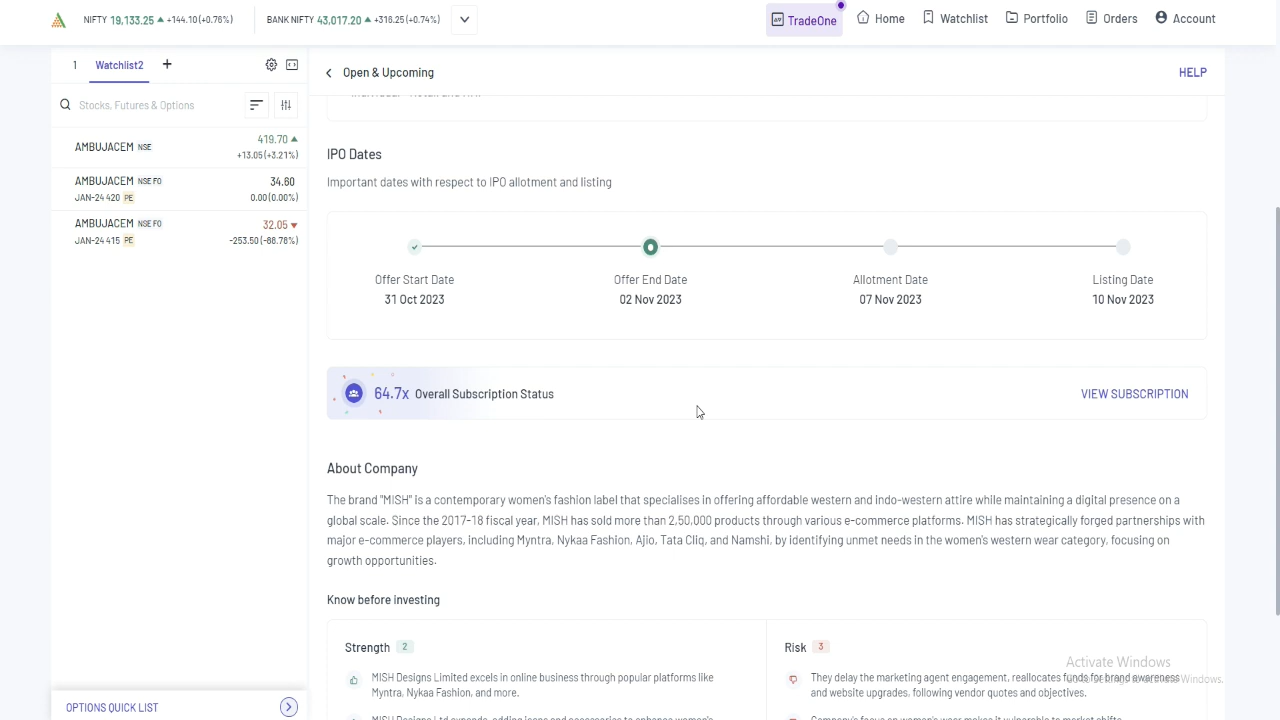 NIFTY 19,133.25 +144.10 (+0.76%) BANK NIFTY 43,017.20 +316.25 (+0.74%)
TradeOne Home Watchlist Portfolio Orders Account
1 Watchlist2 +
Stocks, Futures & Options
AMBUJACEM NSE 419.70
+13.05 (+3.21%)
AMBUJACEM NSE FO 34.60
JAN-24 420 PE 0.00 (0.00%)
AMBUJACEM NSE FO 32.05
JAN-24 415 PE -253.50 (-88.78%)
OPTIONS QUICK LIST
Open & Upcoming HELP
IPO Dates
Important dates with respect to IPO allotment and listing
Offer Start Date Offer End Date Allotment Date Listing Date
31 Oct 2023 02 Nov 2023 07 Nov 2023 10 Nov 2023
64.7x Overall Subscription Status VIEW SUBSCRIPTION
About Company
The brand "MISH" is a contemporary women's fashion label that specialises in offering affordable western and indo-western attire while maintaining a digital presence on a
global scale. Since the 2017-18 fiscal year, MISH has sold more than 2,50,000 products through various e-commerce platforms. MISH has strategically forged partnerships with
major e-commerce players, including Myntra, Nykaa Fashion, Ajio, Tata Cliq, and Namshi, by identifying unmet needs in the women's western wear category, focusing on
growth opportunities.
Know before investing
Strength 2
MISH Designs Limited excels in online business through popular platforms like
Myntra, Nykaa Fashion, and more.
Risk 3
They delay the marketing agent engagement, reallocates funds for brand awareness
and website upgrades, following vendor quotes and objectives.
Activate Windows